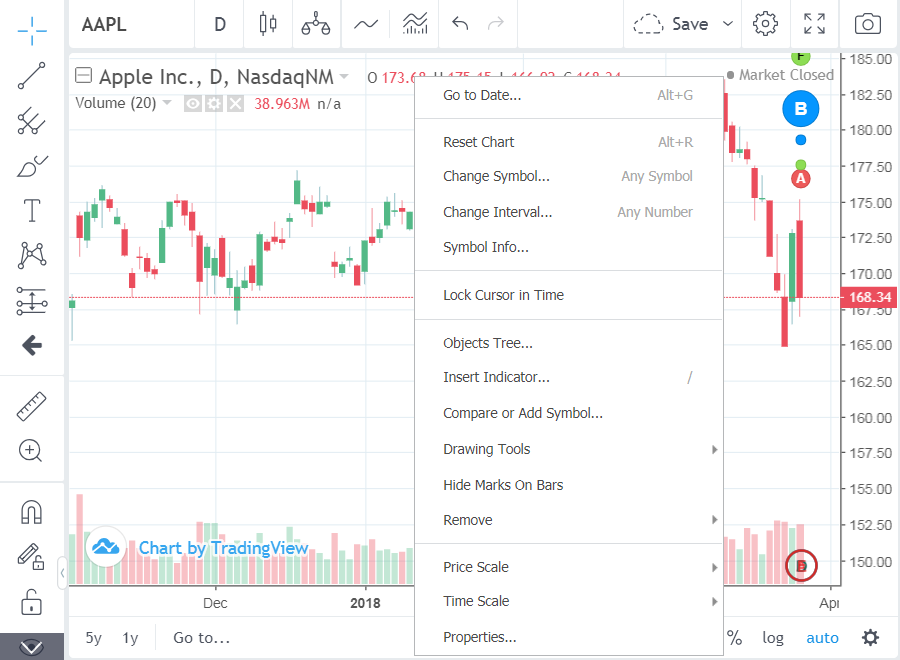 AAPL D Save
Apple Inc., D, NasdaqNM O 173.68 H 175.15 L 166.92 C 168.34
Market Closed
Volume (20) 38.963M n/a
F
B
A
D
Go to Date... Alt+G
Reset Chart Alt+R
Change Symbol... Any Symbol
Change Interval... Any Number
Symbol Info...
Lock Cursor in Time
Objects Tree...
Insert Indicator... /
Compare or Add Symbol...
Drawing Tools
Hide Marks On Bars
Remove
Price Scale
Time Scale
Properties...
185.00
182.50
180.00
177.50
175.00
172.50
170.00
168.34
167.50
165.00
162.50
160.00
157.50
155.00
152.50
150.00
Chart by TradingView
Dec 2018 Apr
5y 1y Go to... % log auto